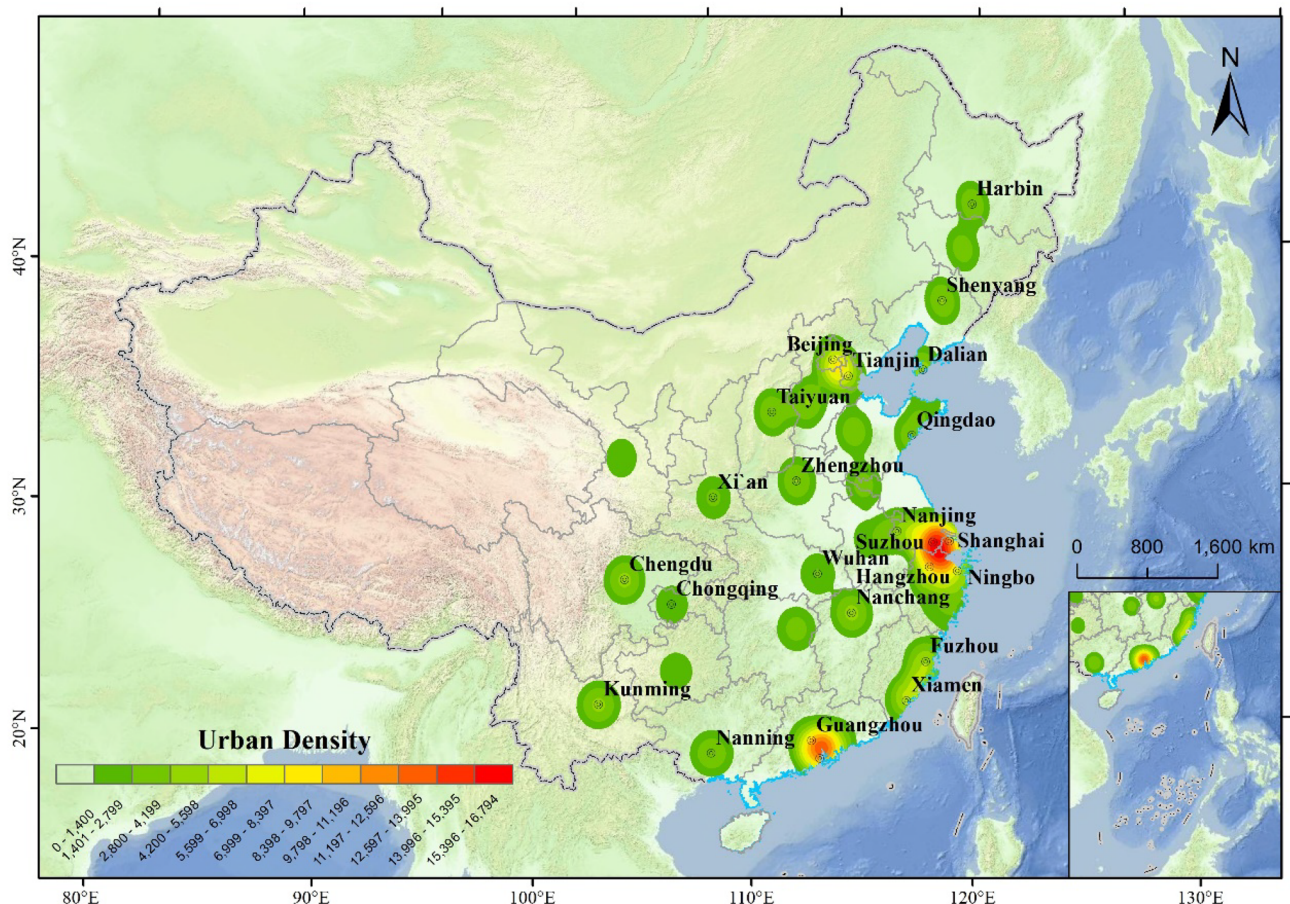 N
Harbin
40°N
Shenyang
Beijing
Tianjin
Dalian
Taiyuan
Qingdao
Zhengzhou
30°N
Xi'an
Nanjing
Suzhou
Shanghai
0 800 1,600 km
Wuhan
Chengdu
Hangzhou
Ningbo
Chongqing
Nanchang
Fuzhou
Kunming
Xiamen
20°N
Guangzhou
Nanning
Urban Density
0 - 1,400
1,401 - 2,799
2,800 - 4,199
4,200 - 5,598
5,599 - 6,998
6,999 - 8,397
8,398 - 9,797
9,798 - 11,196
11,197 - 12,596
12,597 - 13,995
13,996 - 15,395
15,396 - 16,794
80°E 90°E 100°E 110°E 120°E 130°E